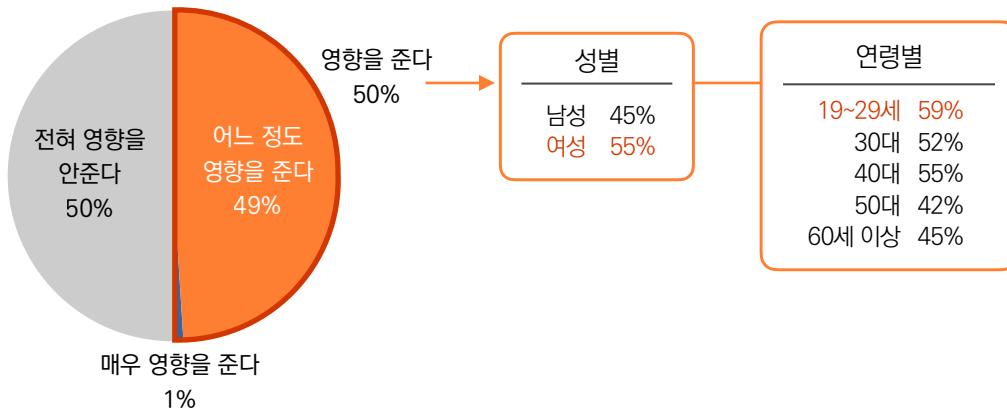 전혀 영향을
안준다
50%
어느 정도
영향을 준다
49%
매우 영향을 준다
1%
영향을 준다
50%
성별
남성 45%
여성 55%
연령별
19~29세 59%
30대 52%
40대 55%
50대 42%
60세 이상 45%